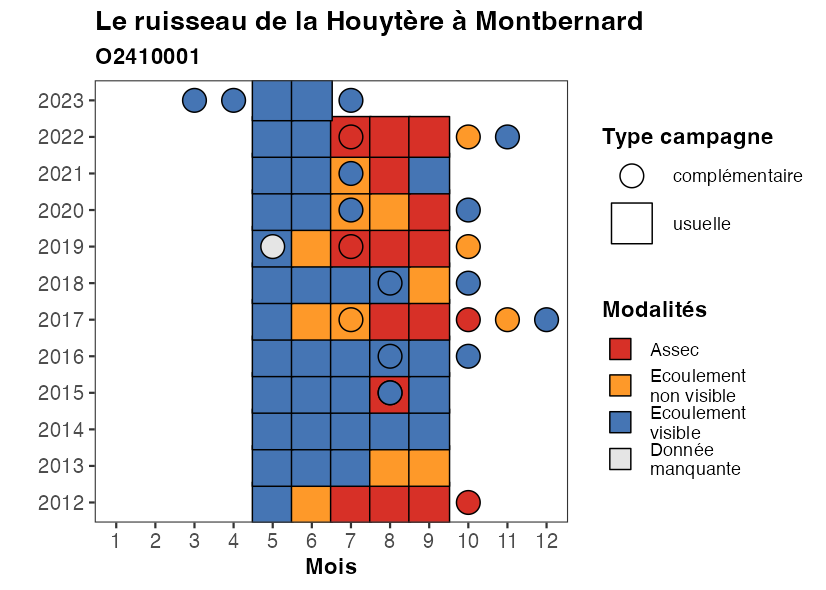 Le ruisseau de la Houytère à Montbernard
O2410001
2023
2022
2021
2020
2019
2018
2017
2016
2015
2014
2013
2012
1 2 3 4 5 6 7 8 9 10 11 12
Mois
Type campagne
complémentaire
usuelle
Modalités
Assec
Ecoulement
non visible
Ecoulement
visible
Donnée
manquante